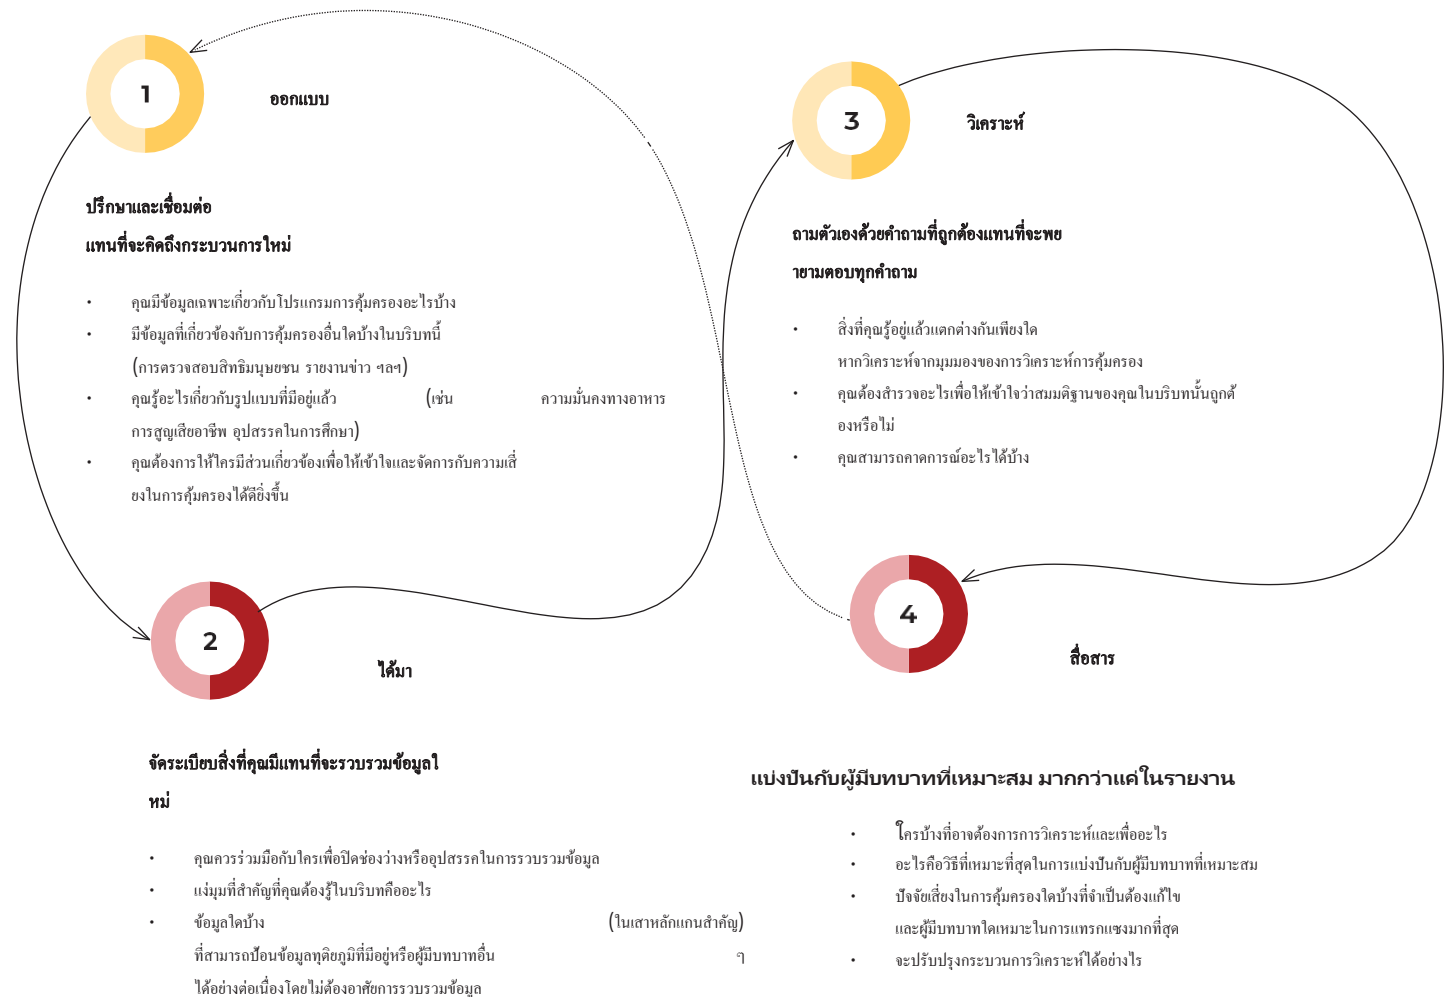 1
ออกแบบ
ปรึกษาและเชื่อมต่อ
แทนที่จะคิดถึงกระบวนการใหม่
• คุณมีข้อมูลเฉพาะเกี่ยวกับโปรแกรมการคุ้มครองอะไรบ้าง
• มีข้อมูลที่เกี่ยวข้องกับการคุ้มครองอื่นใดบ้างในบริบทนี้
(การตรวจสอบสิทธิมนุษยชน รายงานข่าว ฯลฯ)
• คุณรู้อะไรเกี่ยวกับรูปแบบที่มีอยู่แล้ว (เช่น ความมั่นคงทางอาหาร
การสูญเสียอาชีพ อุปสรรคในการศึกษา)
• คุณต้องการให้ใครมีส่วนเกี่ยวข้องเพื่อให้เข้าใจและจัดการกับความเสี่
ยงในการคุ้มครองได้ดียิ่งขึ้น
2
ได้มา
จัดระเบียบสิ่งที่คุณมีแทนที่จะรวบรวมข้อมูลใ
หม่
• คุณควรร่วมมือกับใครเพื่อปิดช่องว่างหรืออุปสรรคในการรวบรวมข้อมูล
• แง่มุมที่สำคัญที่คุณต้องรู้ในบริบทคืออะไร
• ข้อมูลใดบ้าง (ในเสาหลักแกนสำคัญ)
ที่สามารถป้อนข้อมูลทุติยภูมิที่มีอยู่หรือผู้มีบทบาทอื่น ๆ
ได้อย่างต่อเนื่องโดยไม่ต้องอาศัยการรวบรวมข้อมูล
3
วิเคราะห์
ถามตัวเองด้วยคำถามที่ถูกต้องแทนที่จะพย
ายามตอบทุกคำถาม
• สิ่งที่คุณรู้อยู่แล้วแตกต่างกันเพียงใด
หากวิเคราะห์จากมุมมองของการวิเคราะห์การคุ้มครอง
• คุณต้องสำรวจอะไรเพื่อให้เข้าใจว่าสมมติฐานของคุณในบริบทนั้นถูกต้
องหรือไม่
• คุณสามารถคาดการณ์อะไรได้บ้าง
4
สื่อสาร
แบ่งปันกับผู้มีบทบาทที่เหมาะสม มากกว่าแค่ในรายงาน
• ใครบ้างที่อาจต้องการการวิเคราะห์และเพื่ออะไร
• อะไรคือวิธีที่เหมาะที่สุดในการแบ่งปันกับผู้มีบทบาทที่เหมาะสม
• ปัจจัยเสี่ยงในการคุ้มครองใดบ้างที่จำเป็นต้องแก้ไข
และผู้มีบทบาทใดเหมาะในการแทรกแซงมากที่สุด
• จะปรับปรุงกระบวนการวิเคราะห์ได้อย่างไร